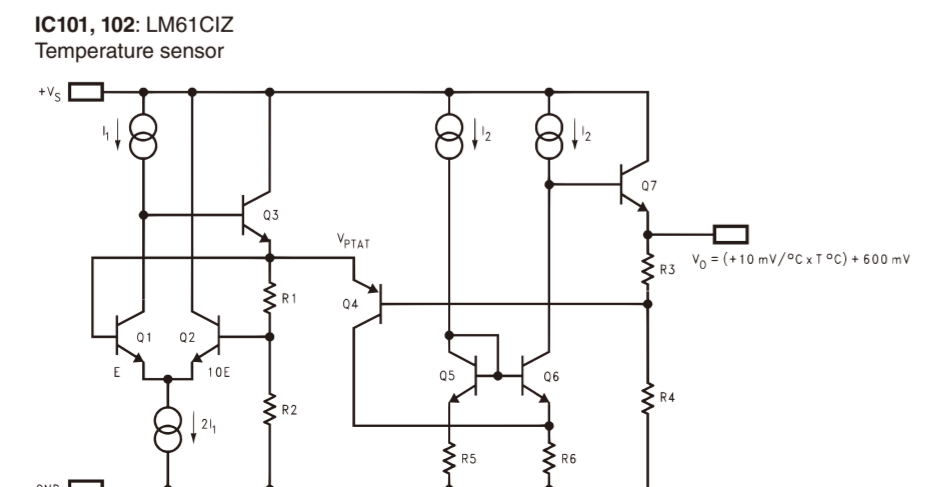 IC101, 102: LM61CIZ
Temperature sensor
+VS
I1
I2
I2
Q7
Q3
VPTAT
VO = (+10 mV/°C x T °C) + 600 mV
R3
R1
Q4
Q1
Q2
E
10E
Q5
Q6
R4
R2
2I1
R5
R6